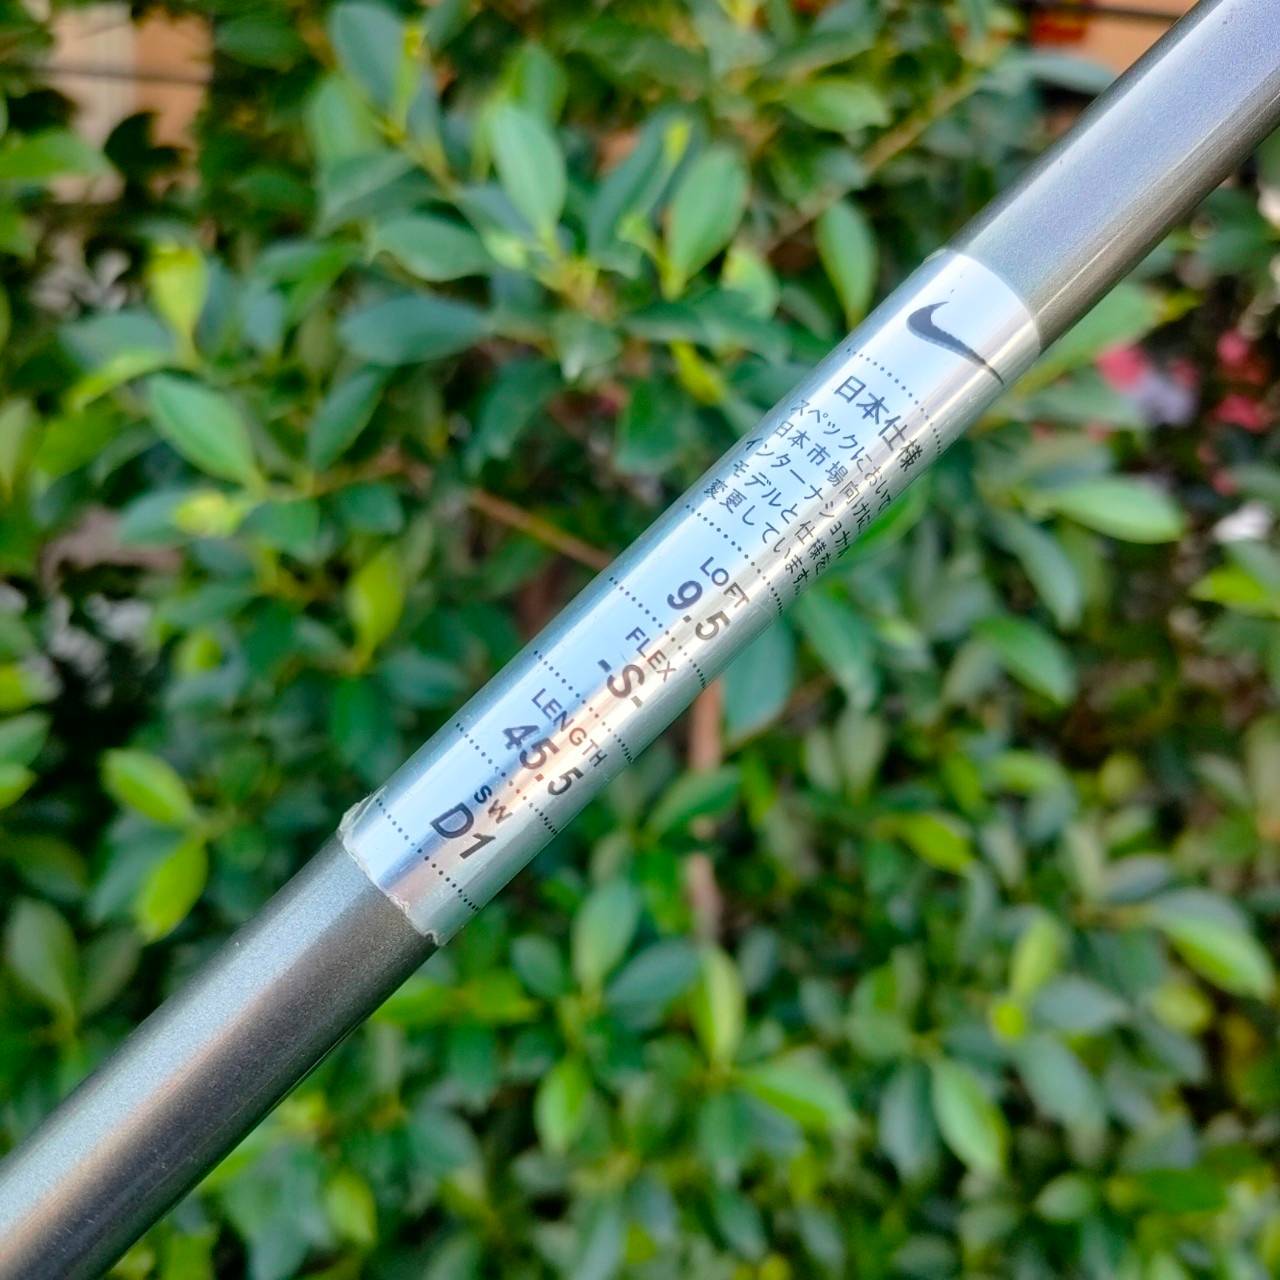 日本仕様
スペックにおいて
日本市場向けに
インターナショナル
モデルと仕様を
変更しています。
LOFT
9.5
FLEX
-S-
LENGTH
45.5
SW
D1